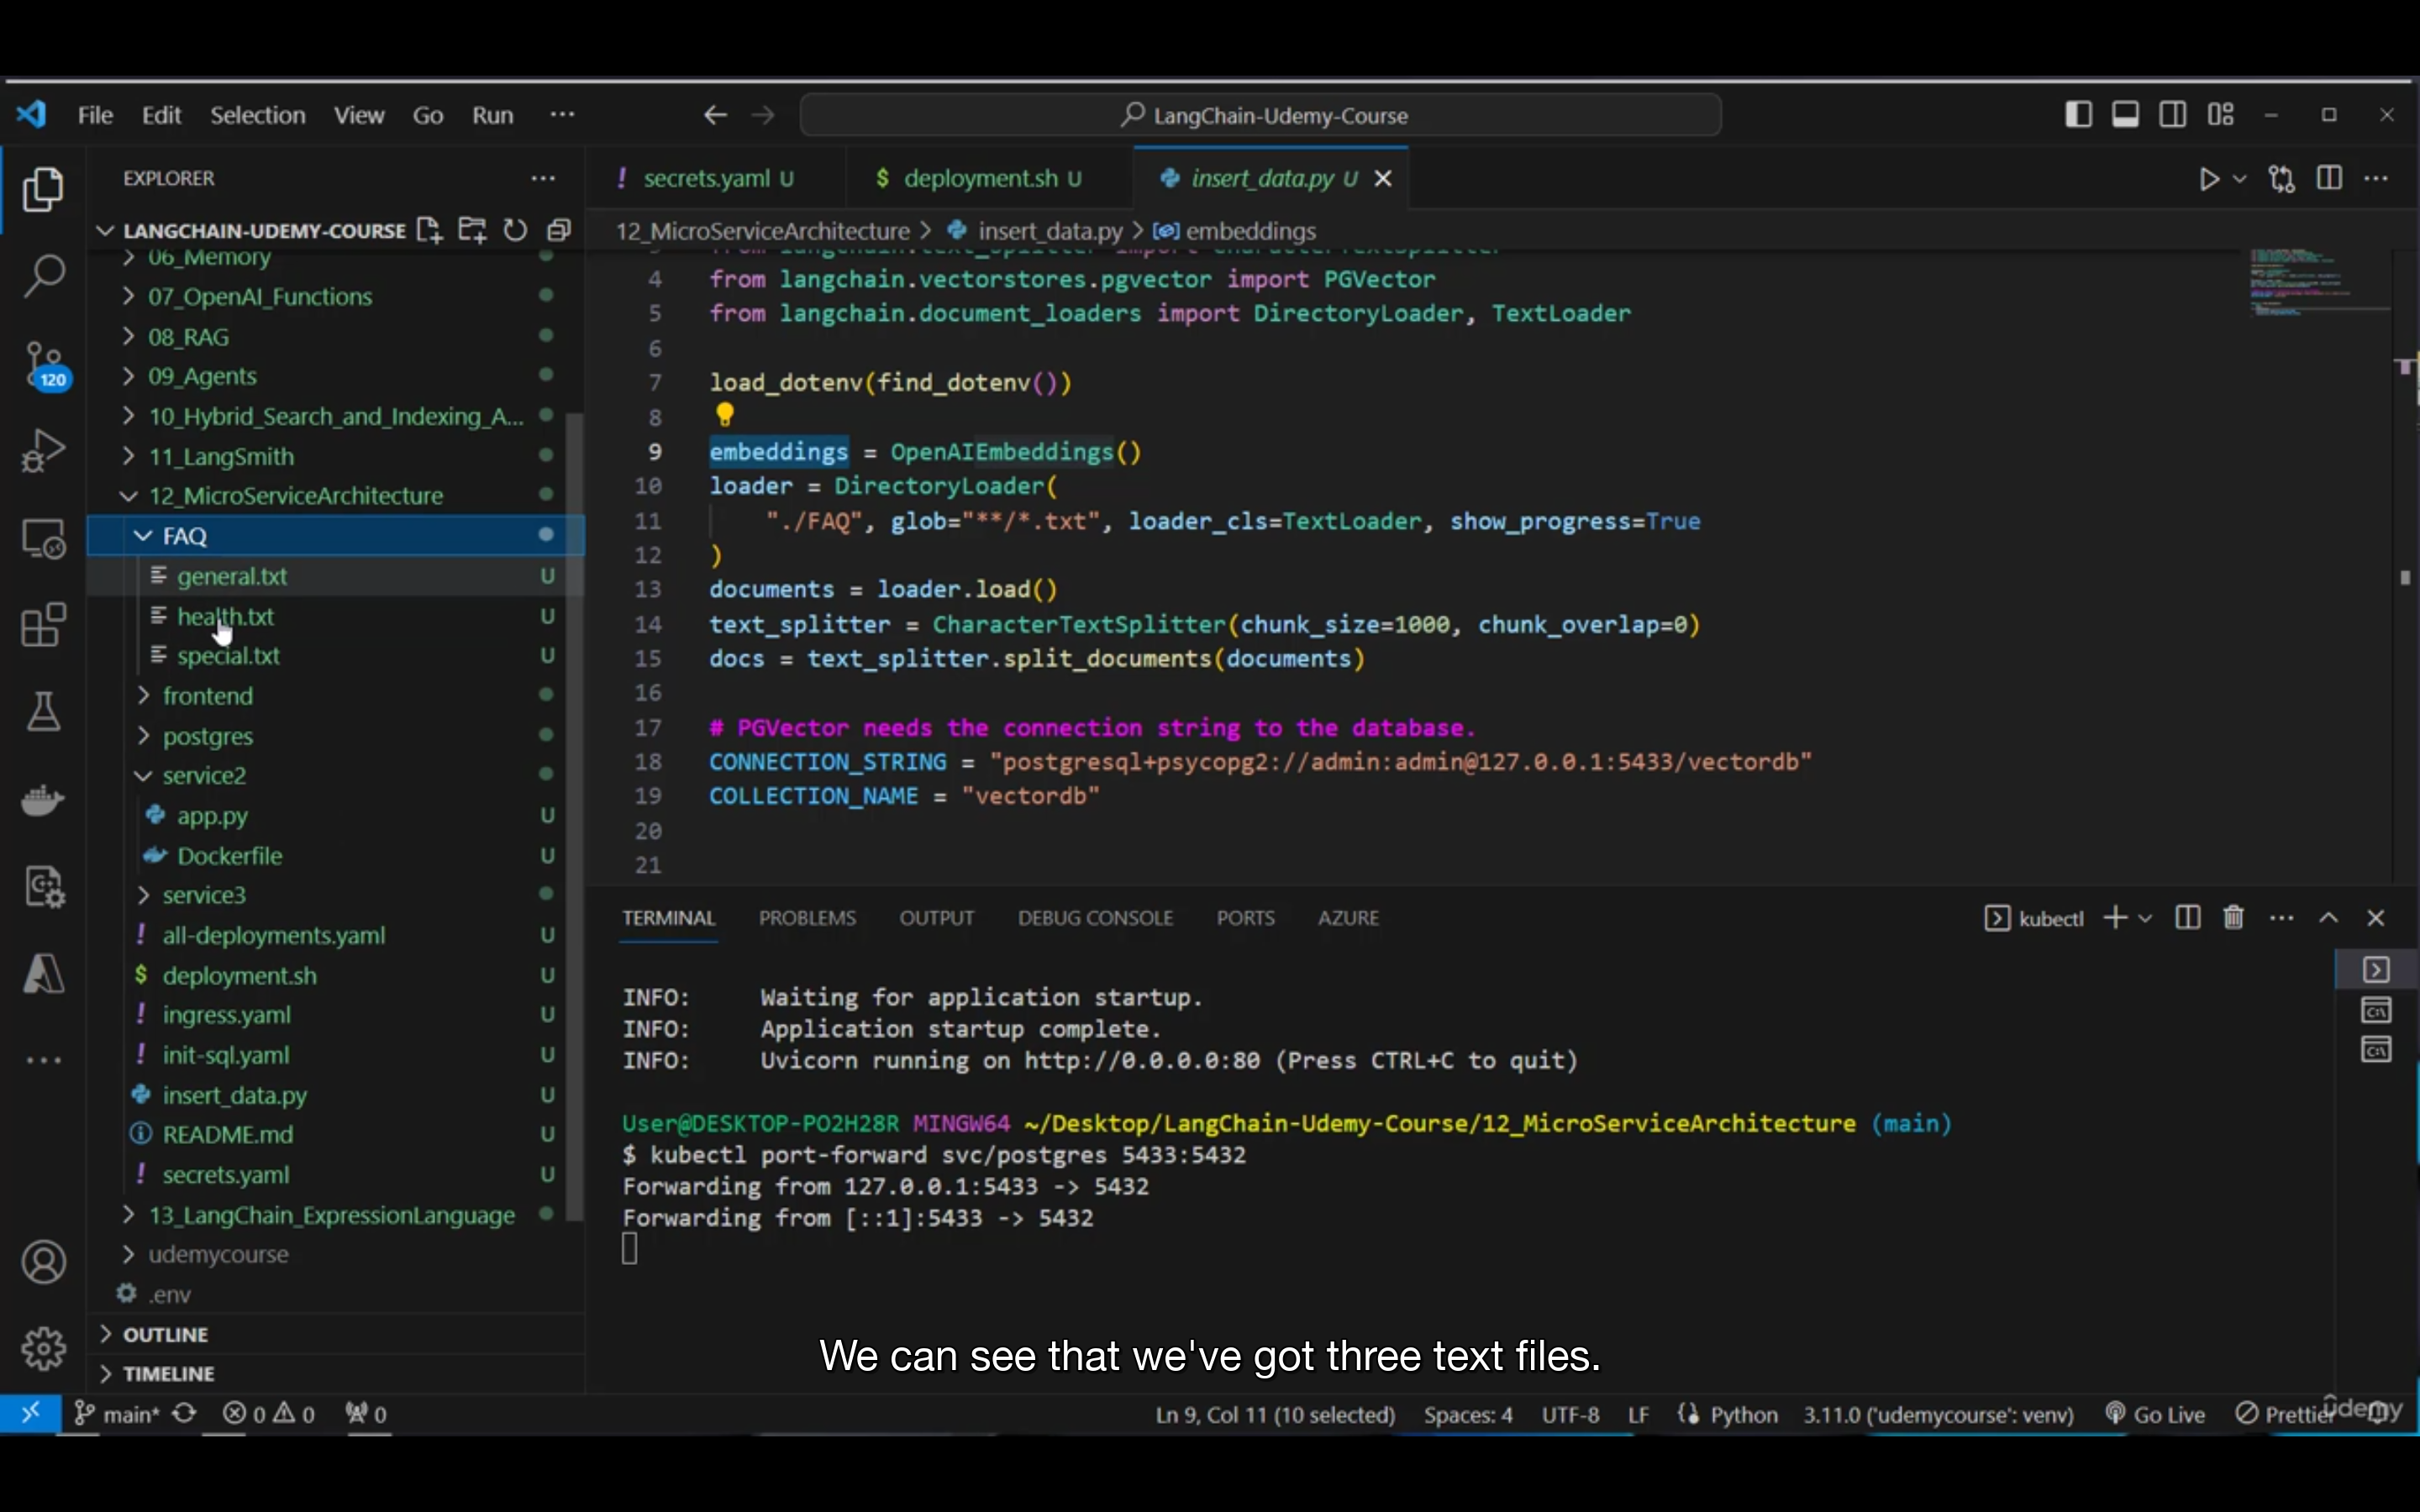 File Edit Selection View Go Run ···
LangChain-Udemy-Course
EXPLORER
LANGCHAIN-UDEMY-COURSE
06_Memory
07_OpenAI_Functions
08_RAG
09_Agents
10_Hybrid_Search_and_Indexing_A...
11_LangSmith
12_MicroServiceArchitecture
FAQ
general.txt U
health.txt U
special.txt U
frontend
postgres
service2
app.py U
Dockerfile U
service3
! all-deployments.yaml U
$ deployment.sh U
! ingress.yaml U
! init-sql.yaml U
insert_data.py U
README.md U
! secrets.yaml U
13_LangChain_ExpressionLanguage
udemycourse
.env
OUTLINE
TIMELINE
120
! secrets.yaml U
$ deployment.sh U
insert_data.py U
12_MicroServiceArchitecture > insert_data.py > embeddings
4 from langchain.vectorstores.pgvector import PGVector
5 from langchain.document_loaders import DirectoryLoader, TextLoader
6
7 load_dotenv(find_dotenv())
8
9 embeddings = OpenAIEmbeddings()
10 loader = DirectoryLoader(
11 "./FAQ", glob="**/*.txt", loader_cls=TextLoader, show_progress=True
12 )
13 documents = loader.load()
14 text_splitter = CharacterTextSplitter(chunk_size=1000, chunk_overlap=0)
15 docs = text_splitter.split_documents(documents)
16
17 # PGVector needs the connection string to the database.
18 CONNECTION_STRING = "postgresql+psycopg2://admin:admin@127.0.0.1:5433/vectordb"
19 COLLECTION_NAME = "vectordb"
20
21
TERMINAL PROBLEMS OUTPUT DEBUG CONSOLE PORTS AZURE
kubectl
INFO: Waiting for application startup.
INFO: Application startup complete.
INFO: Uvicorn running on http://0.0.0.0:80 (Press CTRL+C to quit)
User@DESKTOP-PO2H28R MINGW64 ~/Desktop/LangChain-Udemy-Course/12_MicroServiceArchitecture (main)
$ kubectl port-forward svc/postgres 5433:5432
Forwarding from 127.0.0.1:5433 -> 5432
Forwarding from [::1]:5433 -> 5432
We can see that we've got three text files.
main* 0 0 0
Ln 9, Col 11 (10 selected) Spaces: 4 UTF-8 LF Python 3.11.0 ('udemycourse': venv) Go Live Prettier
ûdemy